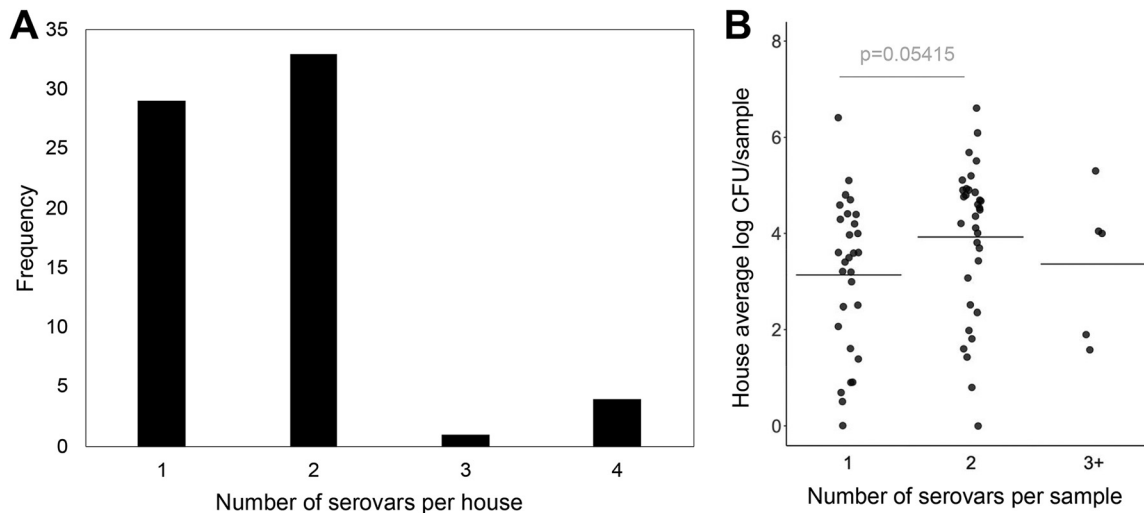 A
35
30
25
20
15
10
5
0
Frequency
1 2 3 4
Number of serovars per house
B
8
6
4
2
0
House average log CFU/sample
p=0.05415
1 2 3+
Number of serovars per sample